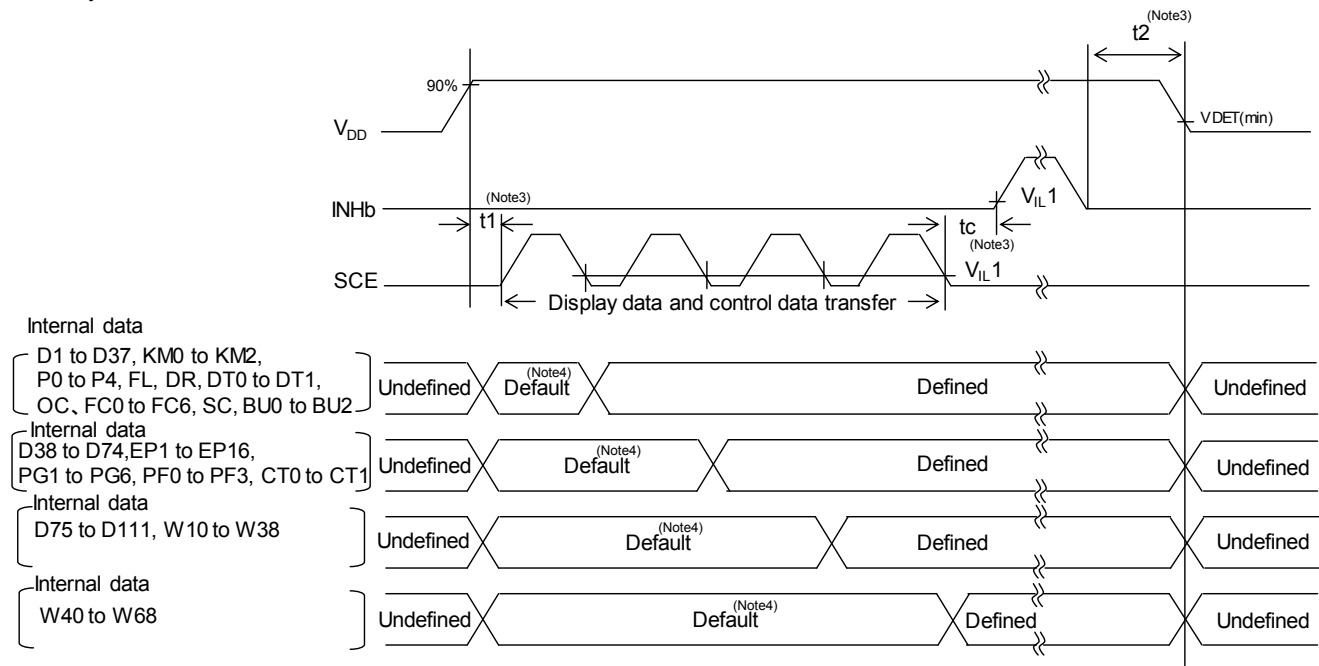 (Note3)
t2
90%
VDD
VDET(min)
(Note3)
INHb
t1
VIL1
tc
(Note3)
SCE
VIL1
Display data and control data transfer
Internal data
D1 to D37, KM0 to KM2,
P0 to P4, FL, DR, DT0 to DT1,
OC、FC0 to FC6, SC, BU0 to BU2
Undefined
(Note4)
Default
Defined
Undefined
Internal data
D38 to D74,EP1 to EP16,
PG1 to PG6, PF0 to PF3, CT0 to CT1
Undefined
(Note4)
Default
Defined
Undefined
Internal data
D75 to D111, W10 to W38
Undefined
(Note4)
Default
Defined
Undefined
Internal data
W40 to W68
Undefined
(Note4)
Default
Defined
Undefined